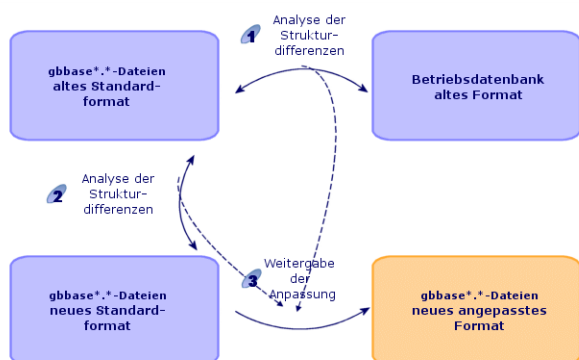 1
Analyse der
Struktur-
differenzen
gbbase*.*-Dateien
altes Standard-
format
Betriebsdatenbank
altes Format
2
Analyse der
Struktur-
differenzen
3
Weitergabe
der
Anpassung
gbbase*.*-Dateien
neues Standard-
format
gbbase*.*-Dateien
neues angepasstes
Format